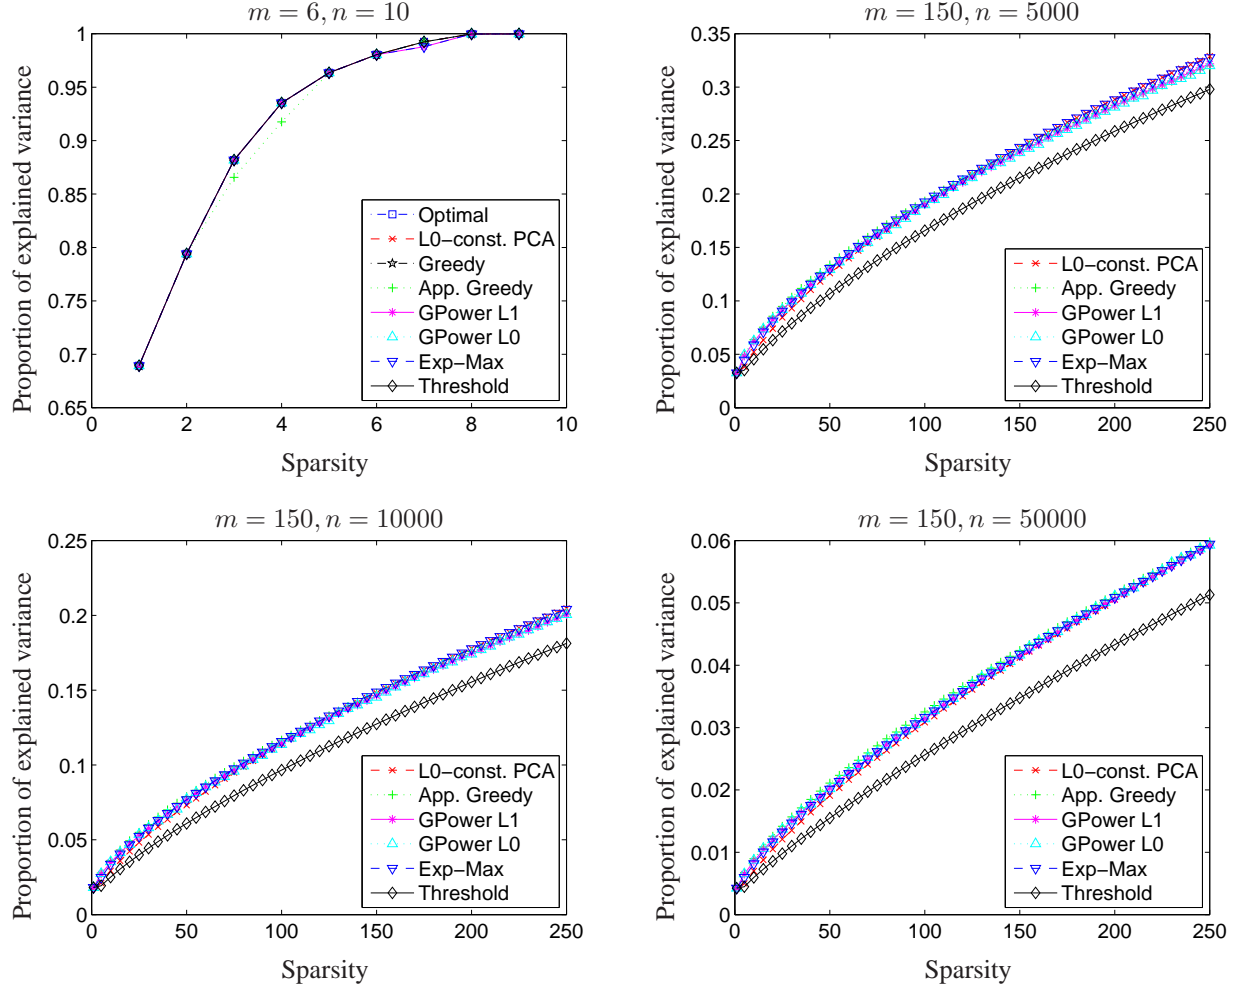 m = 6, n = 10
1
0.95
0.9
0.85
0.8
0.75
0.7
0.65
Proportion of explained variance
0
2
4
6
8
10
Sparsity
Optimal
L0−const. PCA
Greedy
App. Greedy
GPower L1
GPower L0
Exp−Max
Threshold
m = 150, n = 5000
0.35
0.3
0.25
0.2
0.15
0.1
0.05
0
Proportion of explained variance
0
50
100
150
200
250
Sparsity
L0−const. PCA
App. Greedy
GPower L1
GPower L0
Exp−Max
Threshold
m = 150, n = 10000
0.25
0.2
0.15
0.1
0.05
0
Proportion of explained variance
0
50
100
150
200
250
Sparsity
L0−const. PCA
App. Greedy
GPower L1
GPower L0
Exp−Max
Threshold
m = 150, n = 50000
0.06
0.05
0.04
0.03
0.02
0.01
0
Proportion of explained variance
0
50
100
150
200
250
Sparsity
L0−const. PCA
App. Greedy
GPower L1
GPower L0
Exp−Max
Threshold